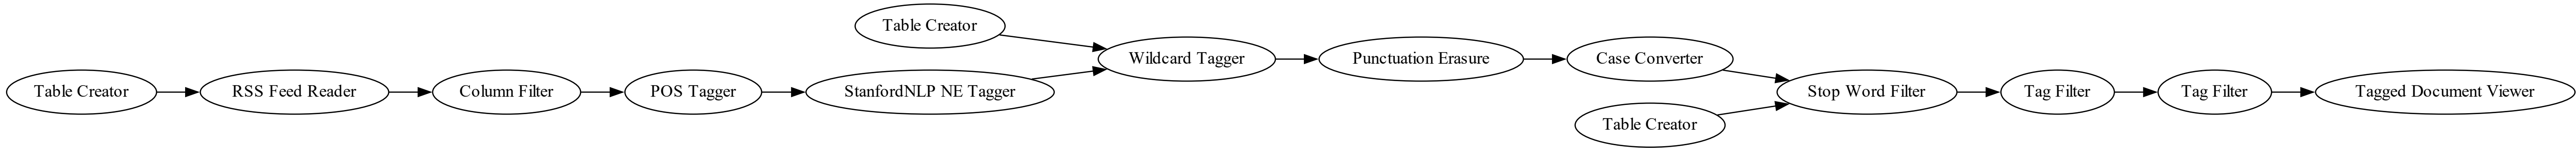 Table Creator
RSS Feed Reader
Column Filter
POS Tagger
Table Creator
StanfordNLP NE Tagger
Wildcard Tagger
Punctuation Erasure
Case Converter
Table Creator
Stop Word Filter
Tag Filter
Tag Filter
Tagged Document Viewer